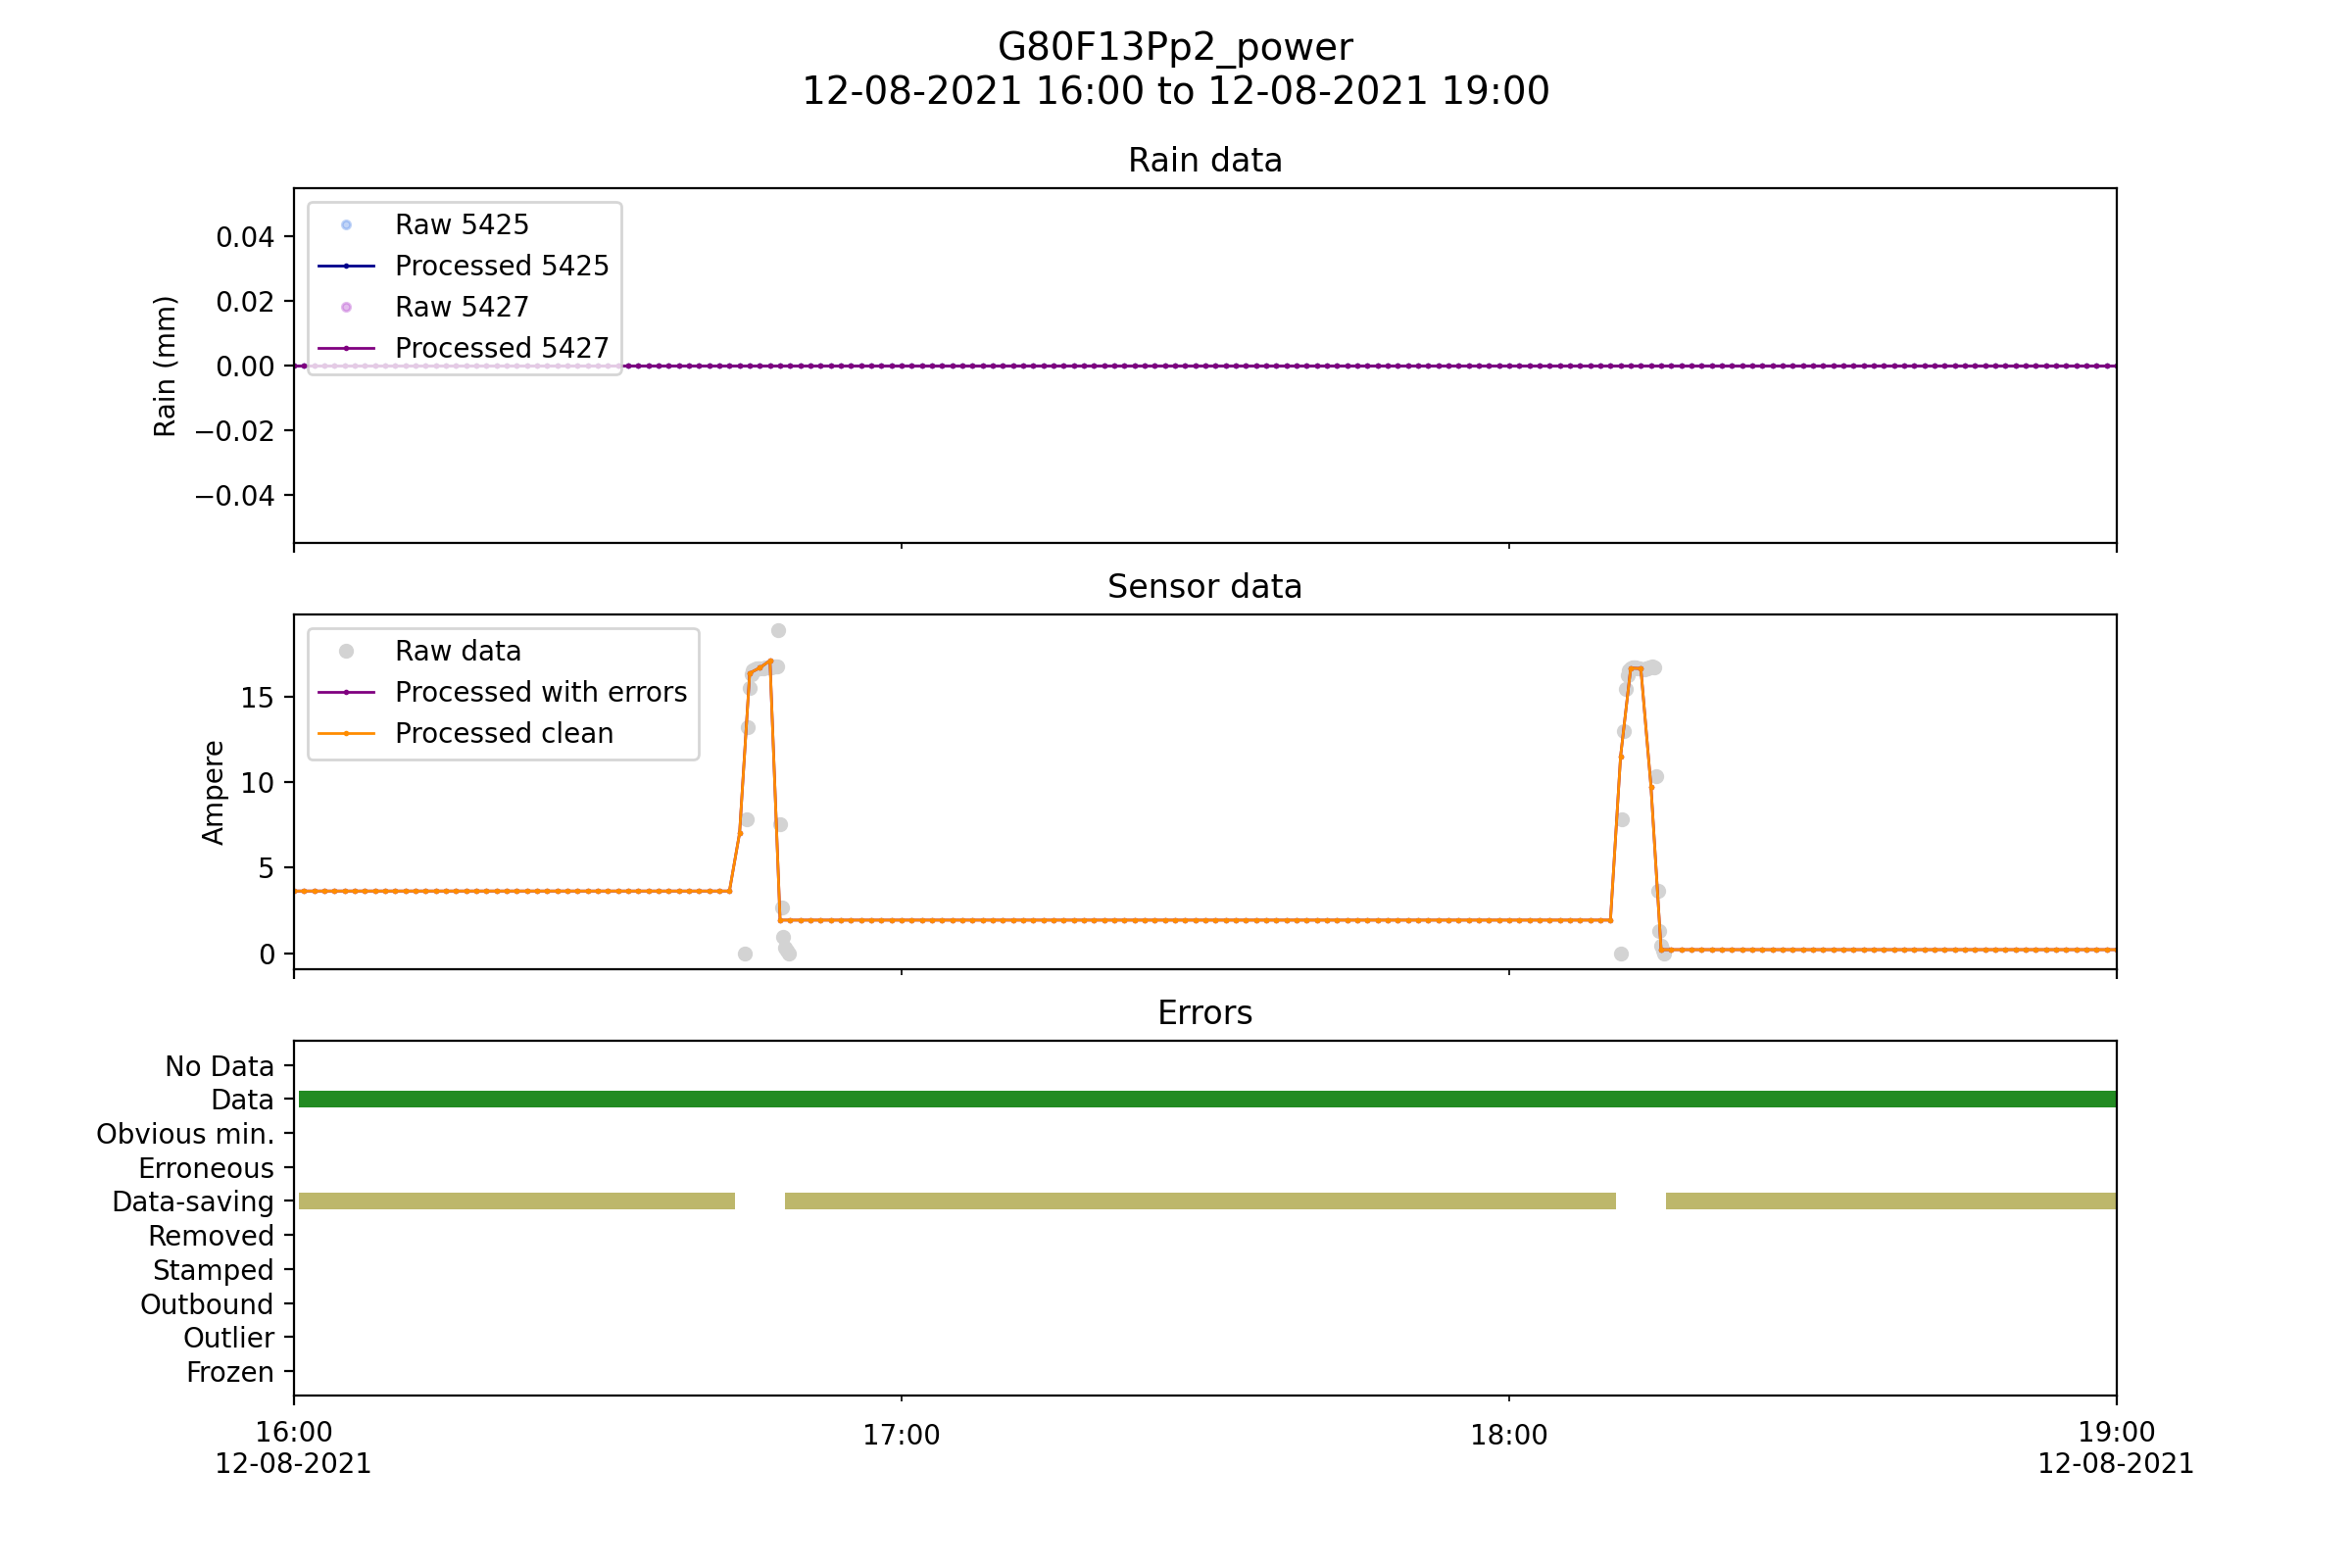 G80F13Pp2_power
12-08-2021 16:00 to 12-08-2021 19:00
Rain data
Raw 5425
Processed 5425
Raw 5427
Processed 5427
0.04
0.02
0.00
−0.02
−0.04
Rain (mm)
Sensor data
Raw data
Processed with errors
Processed clean
15
10
5
0
Ampere
Errors
No Data
Data
Obvious min.
Erroneous
Data-saving
Removed
Stamped
Outbound
Outlier
Frozen
16:00
12-08-2021
17:00
18:00
19:00
12-08-2021